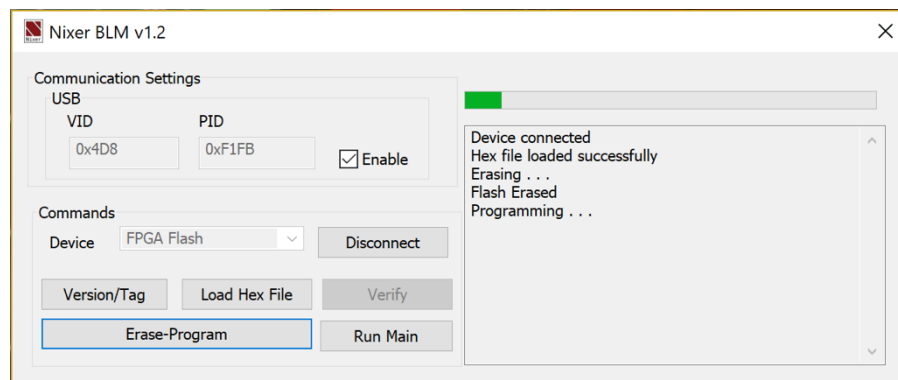 Nixer BLM v1.2
Communication Settings
USB
VID
PID
0x4D8
0xF1FB
Enable
Commands
Device
FPGA Flash
Disconnect
Version/Tag
Load Hex File
Verify
Erase-Program
Run Main
Device connected
Hex file loaded successfully
Erasing . . .
Flash Erased
Programming . . .